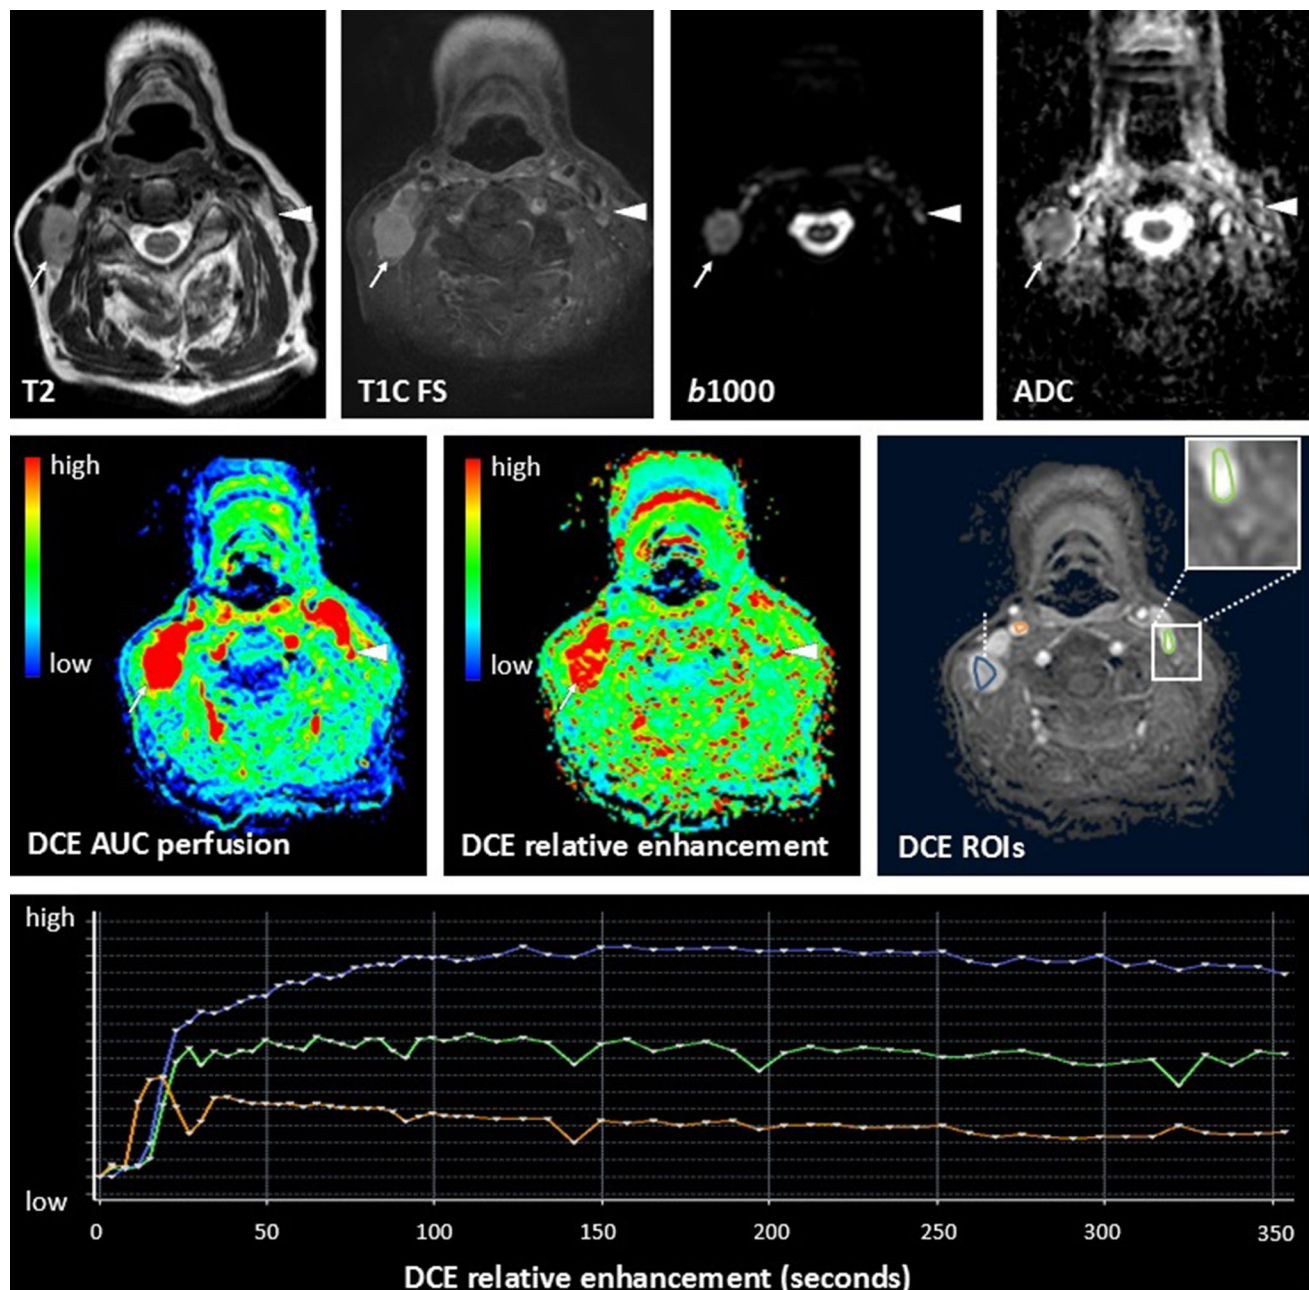 T2
T1C FS
b1000
ADC
high
low
DCE AUC perfusion
high
low
DCE relative enhancement
DCE ROIs
high
low
0 50 100 150 200 250 300 350
DCE relative enhancement (seconds)